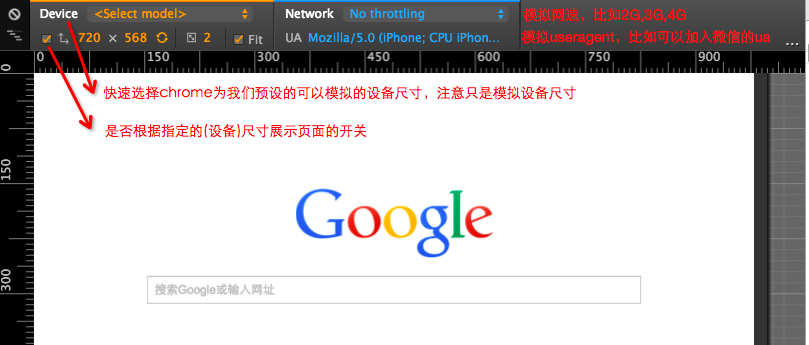 Device <Select model> Network No throttling 模拟网速，比如2G,3G,4G
720 × 568 2 Fit UA Mozilla/5.0 (iPhone; CPU iPhon... 模拟useragent，比如可以加入微信的ua ...
0 0 150 300 450 600 750 900
快速选择chrome为我们预设的可以模拟的设备尺寸，注意只是模拟设备尺寸
是否根据指定的(设备)尺寸展示页面的开关
150
Google
300
搜索Google或输入网址